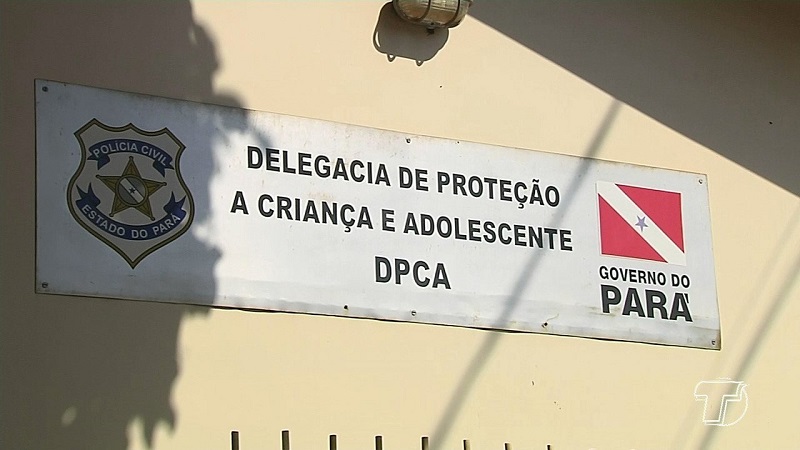 POLÍCIA CIVIL
ESTADO DO PARÁ
DELEGACIA DE PROTEÇÃO
A CRIANÇA E ADOLESCENTE
DPCA
GOVERNO DO
PARÁ